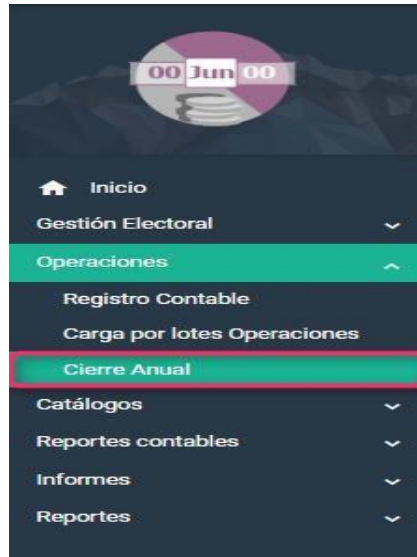 00 Jun 00
Inicio
Gestión Electoral
Operaciones
Registro Contable
Carga por lotes Operaciones
Cierre Anual
Catálogos
Reportes contables
Informes
Reportes